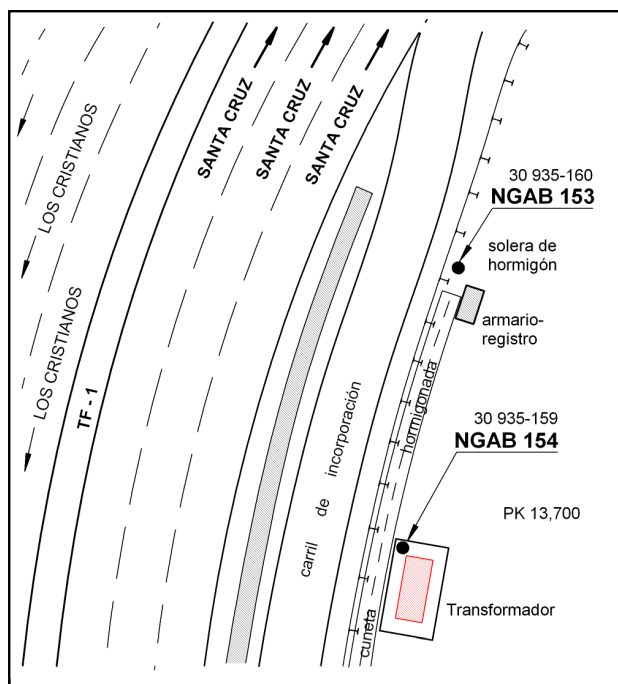 LOS CRISTIANOS
LOS CRISTIANOS
TF - 1
SANTA CRUZ
SANTA CRUZ
SANTA CRUZ
30 935-160
NGAB 153
solera de
hormigón
armario-
registro
carril de incorporación
cuneta hormigonada
30 935-159
NGAB 154
PK 13,700
Transformador